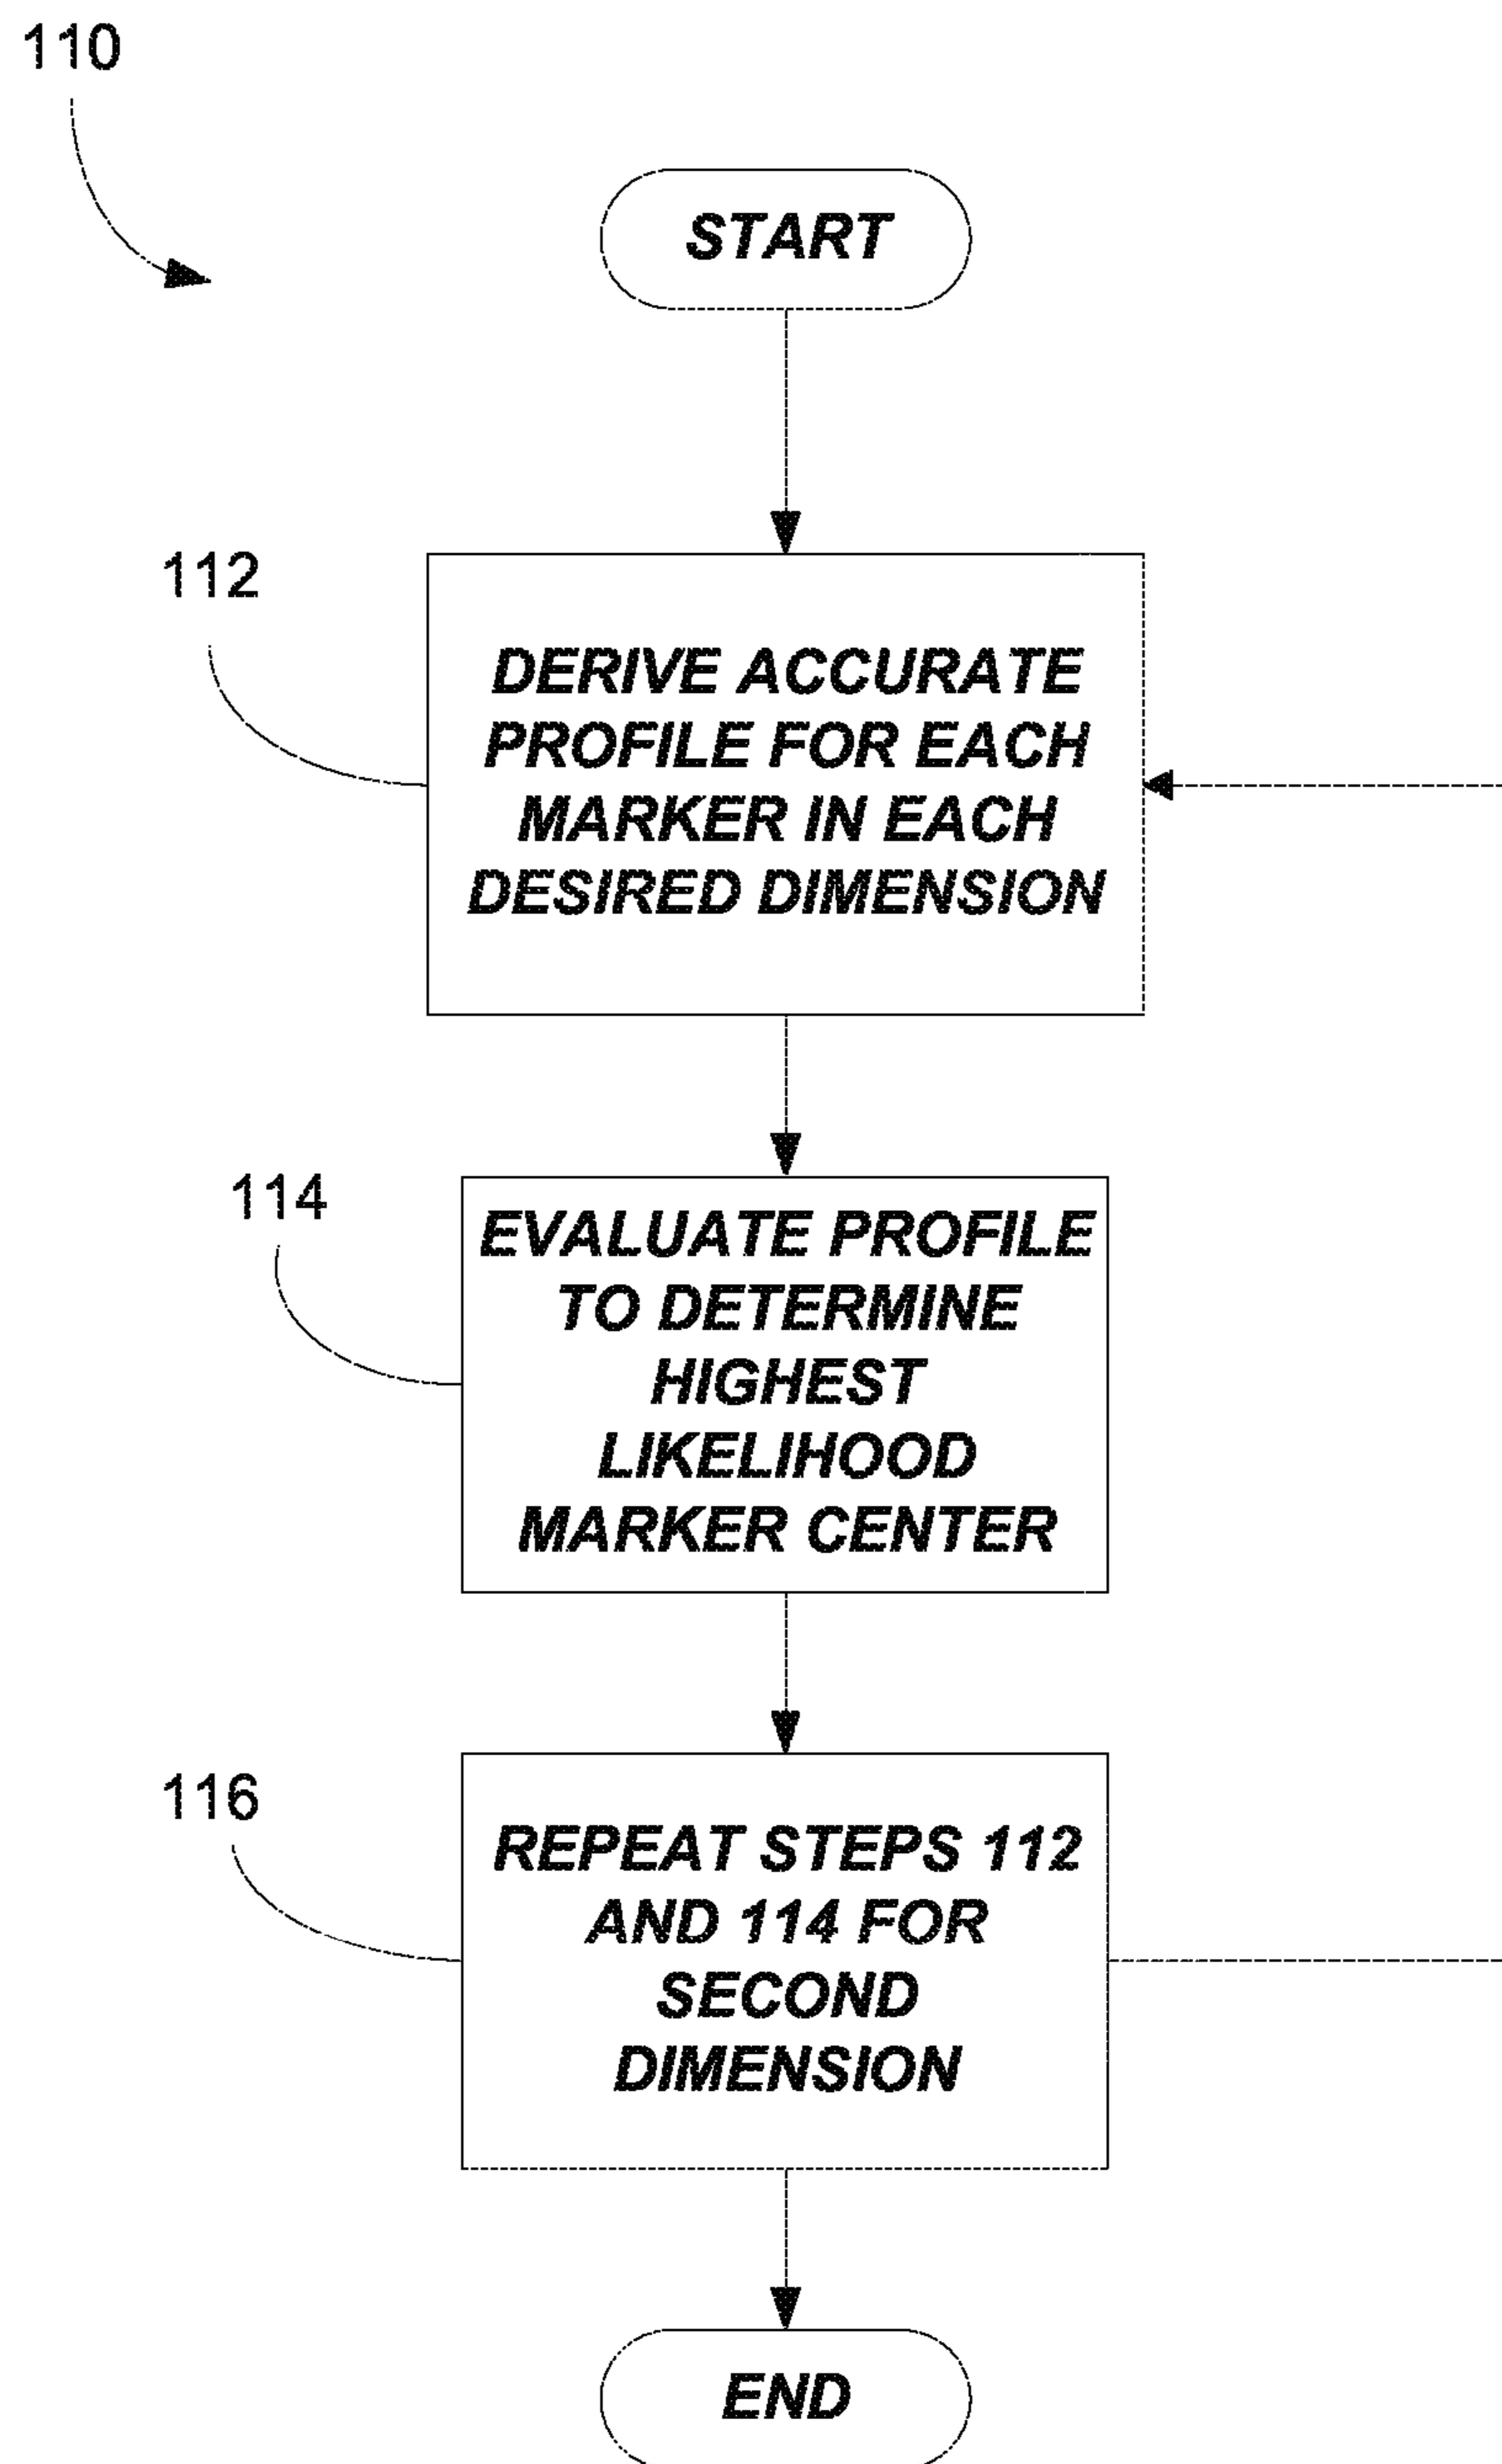 110
START
112
DERIVE ACCURATE
PROFILE FOR EACH
MARKER IN EACH
DESIRED DIMENSION
114
EVALUATE PROFILE
TO DETERMINE
HIGHEST
LIKELIHOOD
MARKER CENTER
116
REPEAT STEPS 112
AND 114 FOR
SECOND
DIMENSION
END